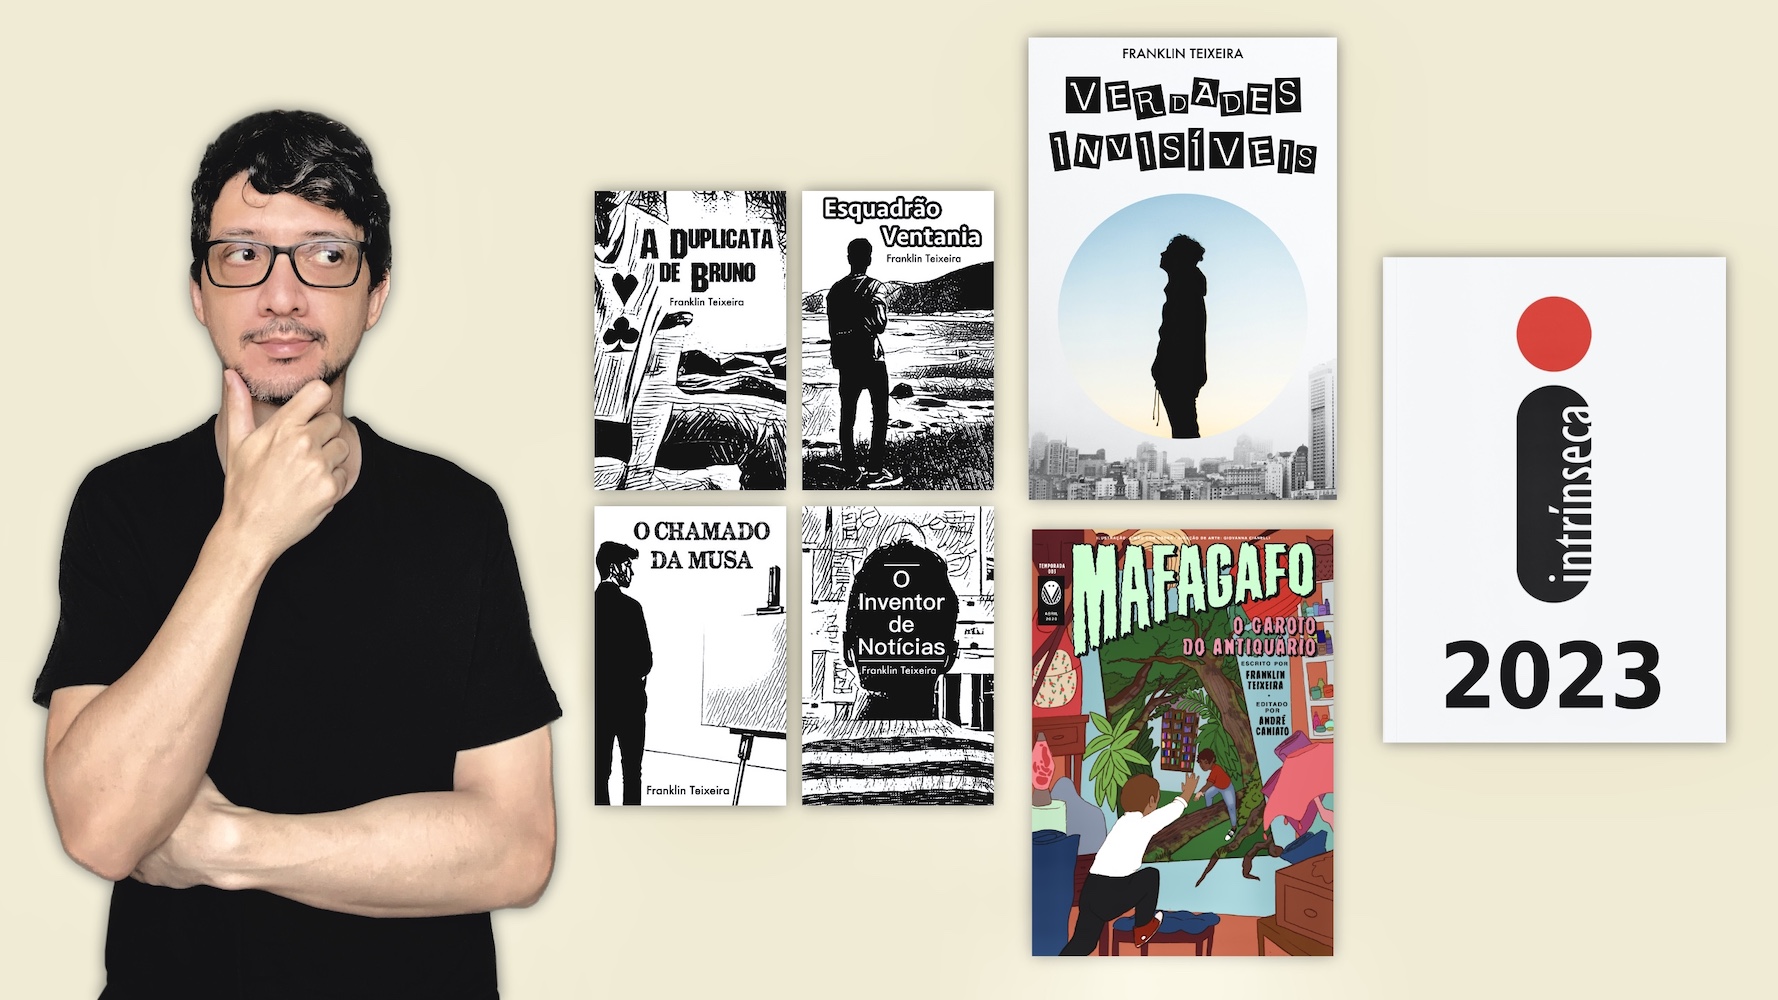 A DUPLICATA
DE BRUNO
Franklin Teixeira
Esquadrão
Ventania
Franklin Teixeira
O CHAMADO
DA MUSA
Franklin Teixeira
O
Inventor
de
Notícias
Franklin Teixeira
FRANKLIN TEIXEIRA
VERDADES
INVISÍVEIS
TEMPORADA
MAFAGAFO
O GAROTO
DO ANTIQUÁRIO
ESCRITO POR
FRANKLIN
TEIXEIRA
EDITADO
POR
ANDRÉ
CANIATO
ABRIL
2020
intrínseca
2023